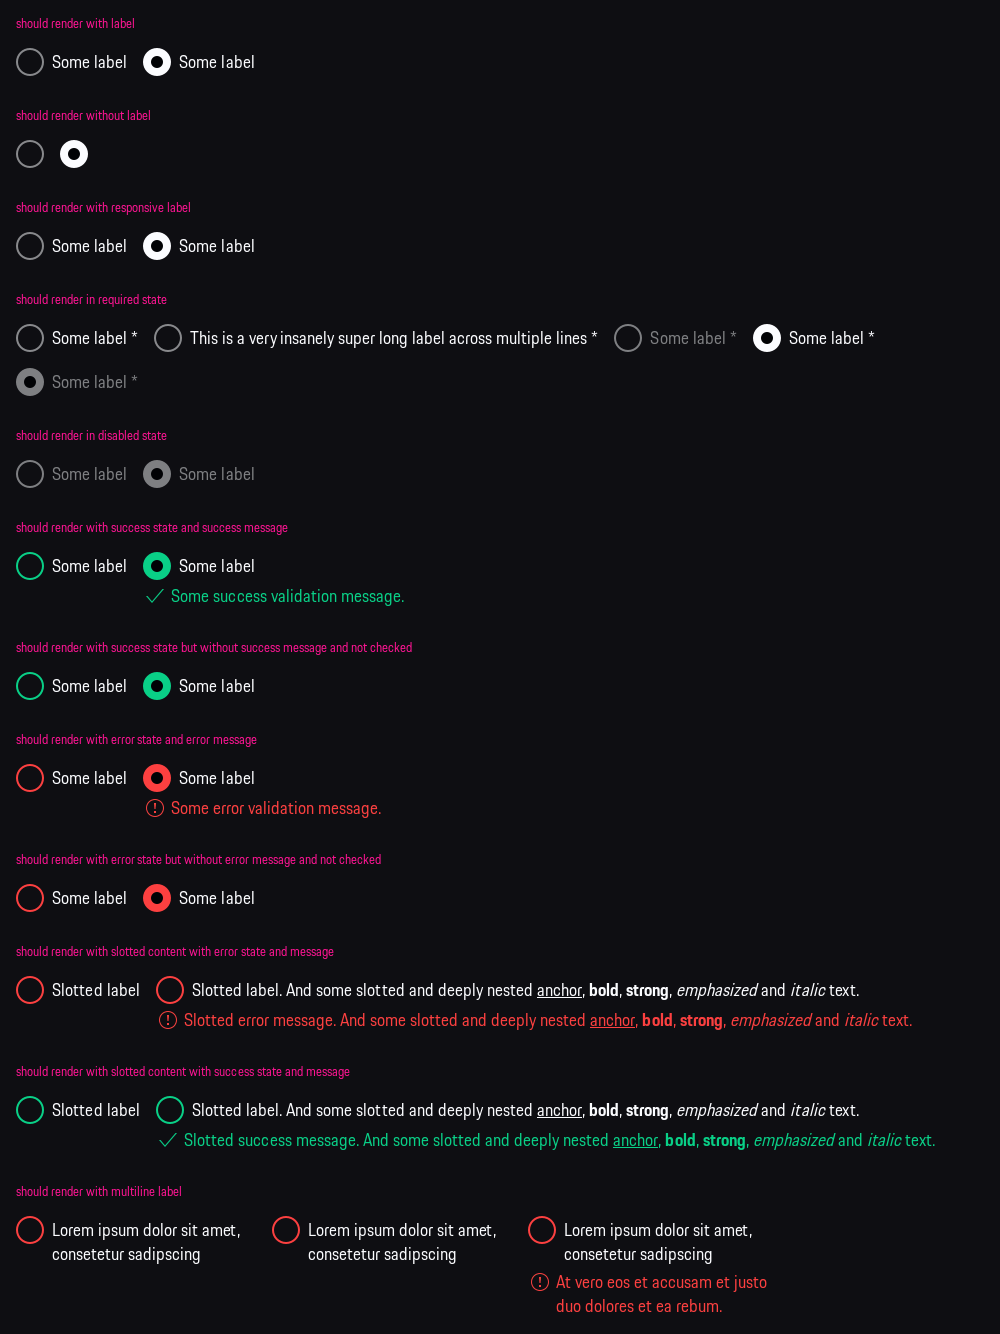 should render with label
Some label Some label
should render without label
should render with responsive label
Some label Some label
should render in required state
Some label * This is a very insanely super long label across multiple lines * Some label * Some label *
Some label *
should render in disabled state
Some label Some label
should render with success state and success message
Some label Some label
Some success validation message.
should render with success state but without success message and not checked
Some label Some label
should render with error state and error message
Some label Some label
Some error validation message.
should render with error state but without error message and not checked
Some label Some label
should render with slotted content with error state and message
Slotted label Slotted label. And some slotted and deeply nested anchor, bold, strong, emphasized and italic text.
Slotted error message. And some slotted and deeply nested anchor, bold, strong, emphasized and italic text.
should render with slotted content with success state and message
Slotted label Slotted label. And some slotted and deeply nested anchor, bold, strong, emphasized and italic text.
Slotted success message. And some slotted and deeply nested anchor, bold, strong, emphasized and italic text.
should render with multiline label
Lorem ipsum dolor sit amet, Lorem ipsum dolor sit amet, Lorem ipsum dolor sit amet,
consetetur sadipscing consetetur sadipscing consetetur sadipscing
At vero eos et accusam et justo
duo dolores et ea rebum.